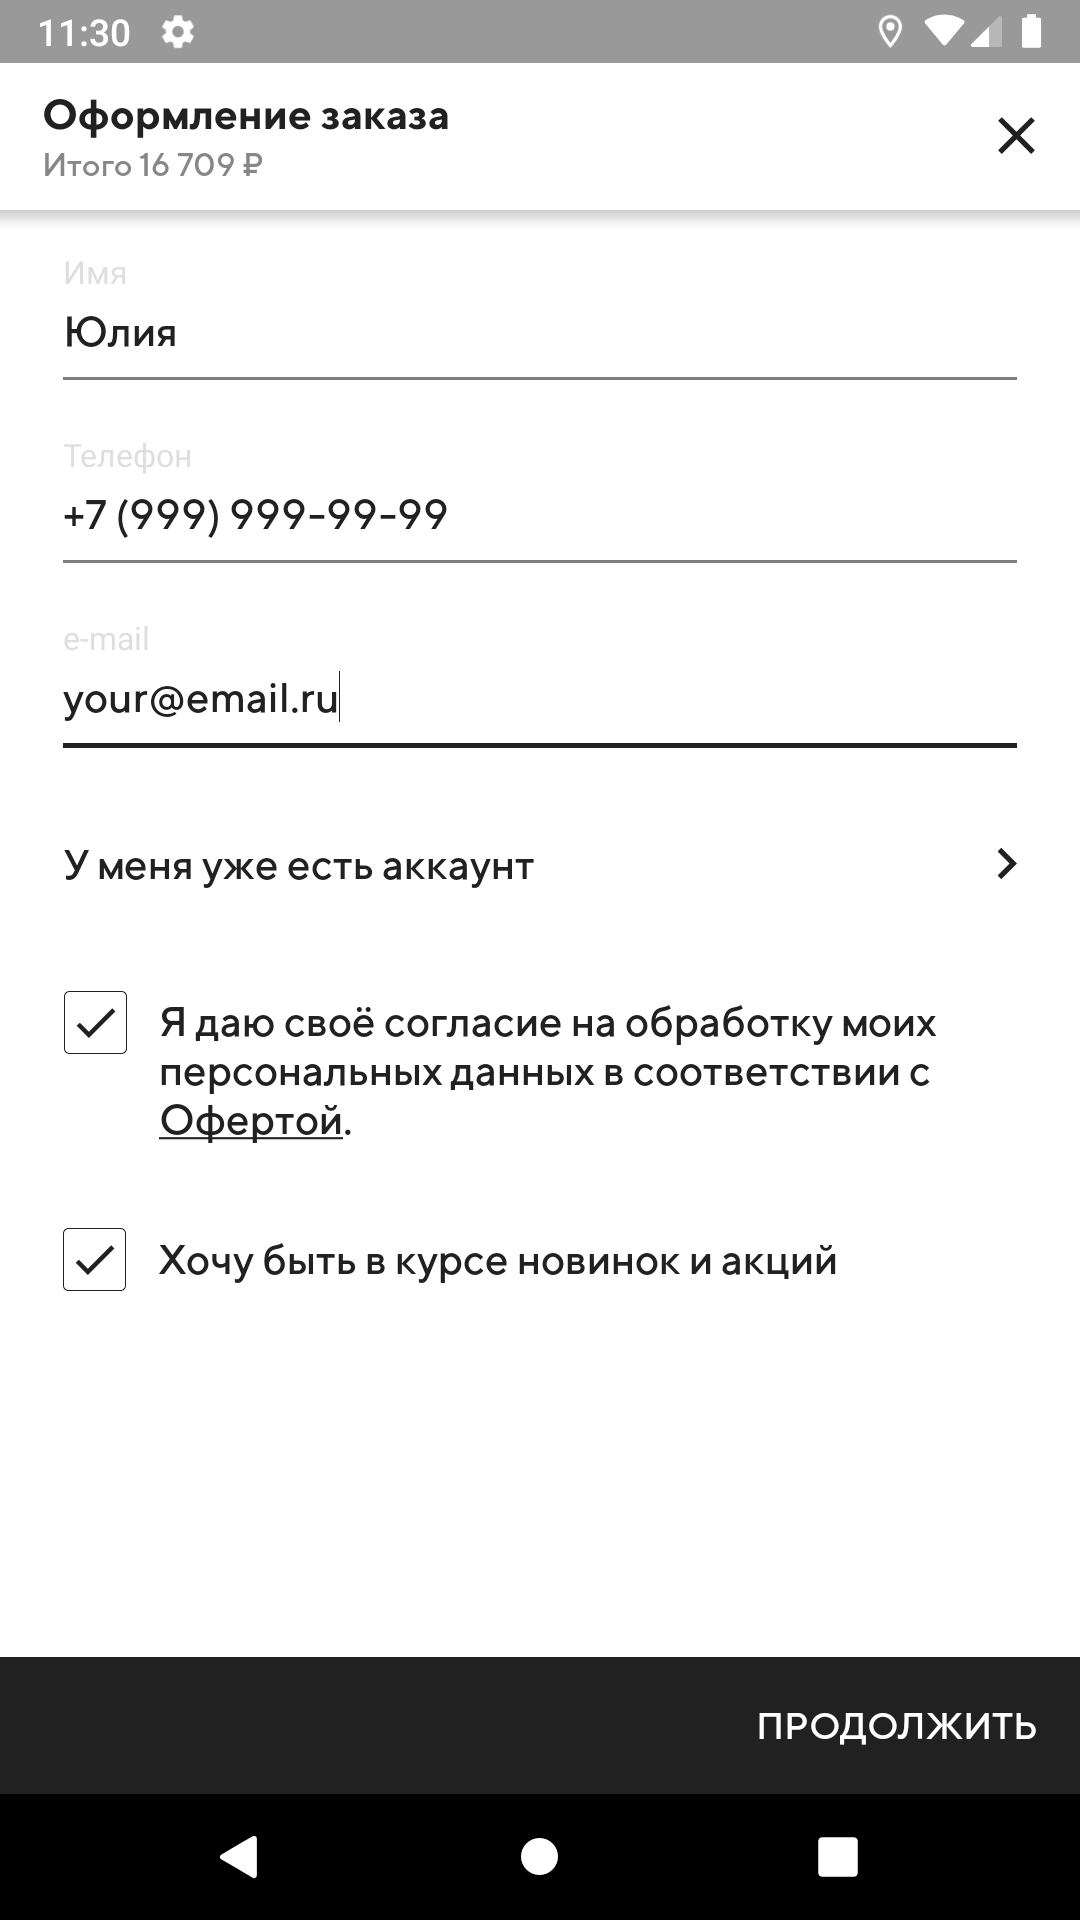 11:30
Оформление заказа
Итого 16 709 ₽
Имя
Юлия
Телефон
+7 (999) 999-99-99
e-mail
your@email.ru
У меня уже есть аккаунт
Я даю своё согласие на обработку моих
персональных данных в соответствии с
Офертой.
Хочу быть в курсе новинок и акций
ПРОДОЛЖИТЬ